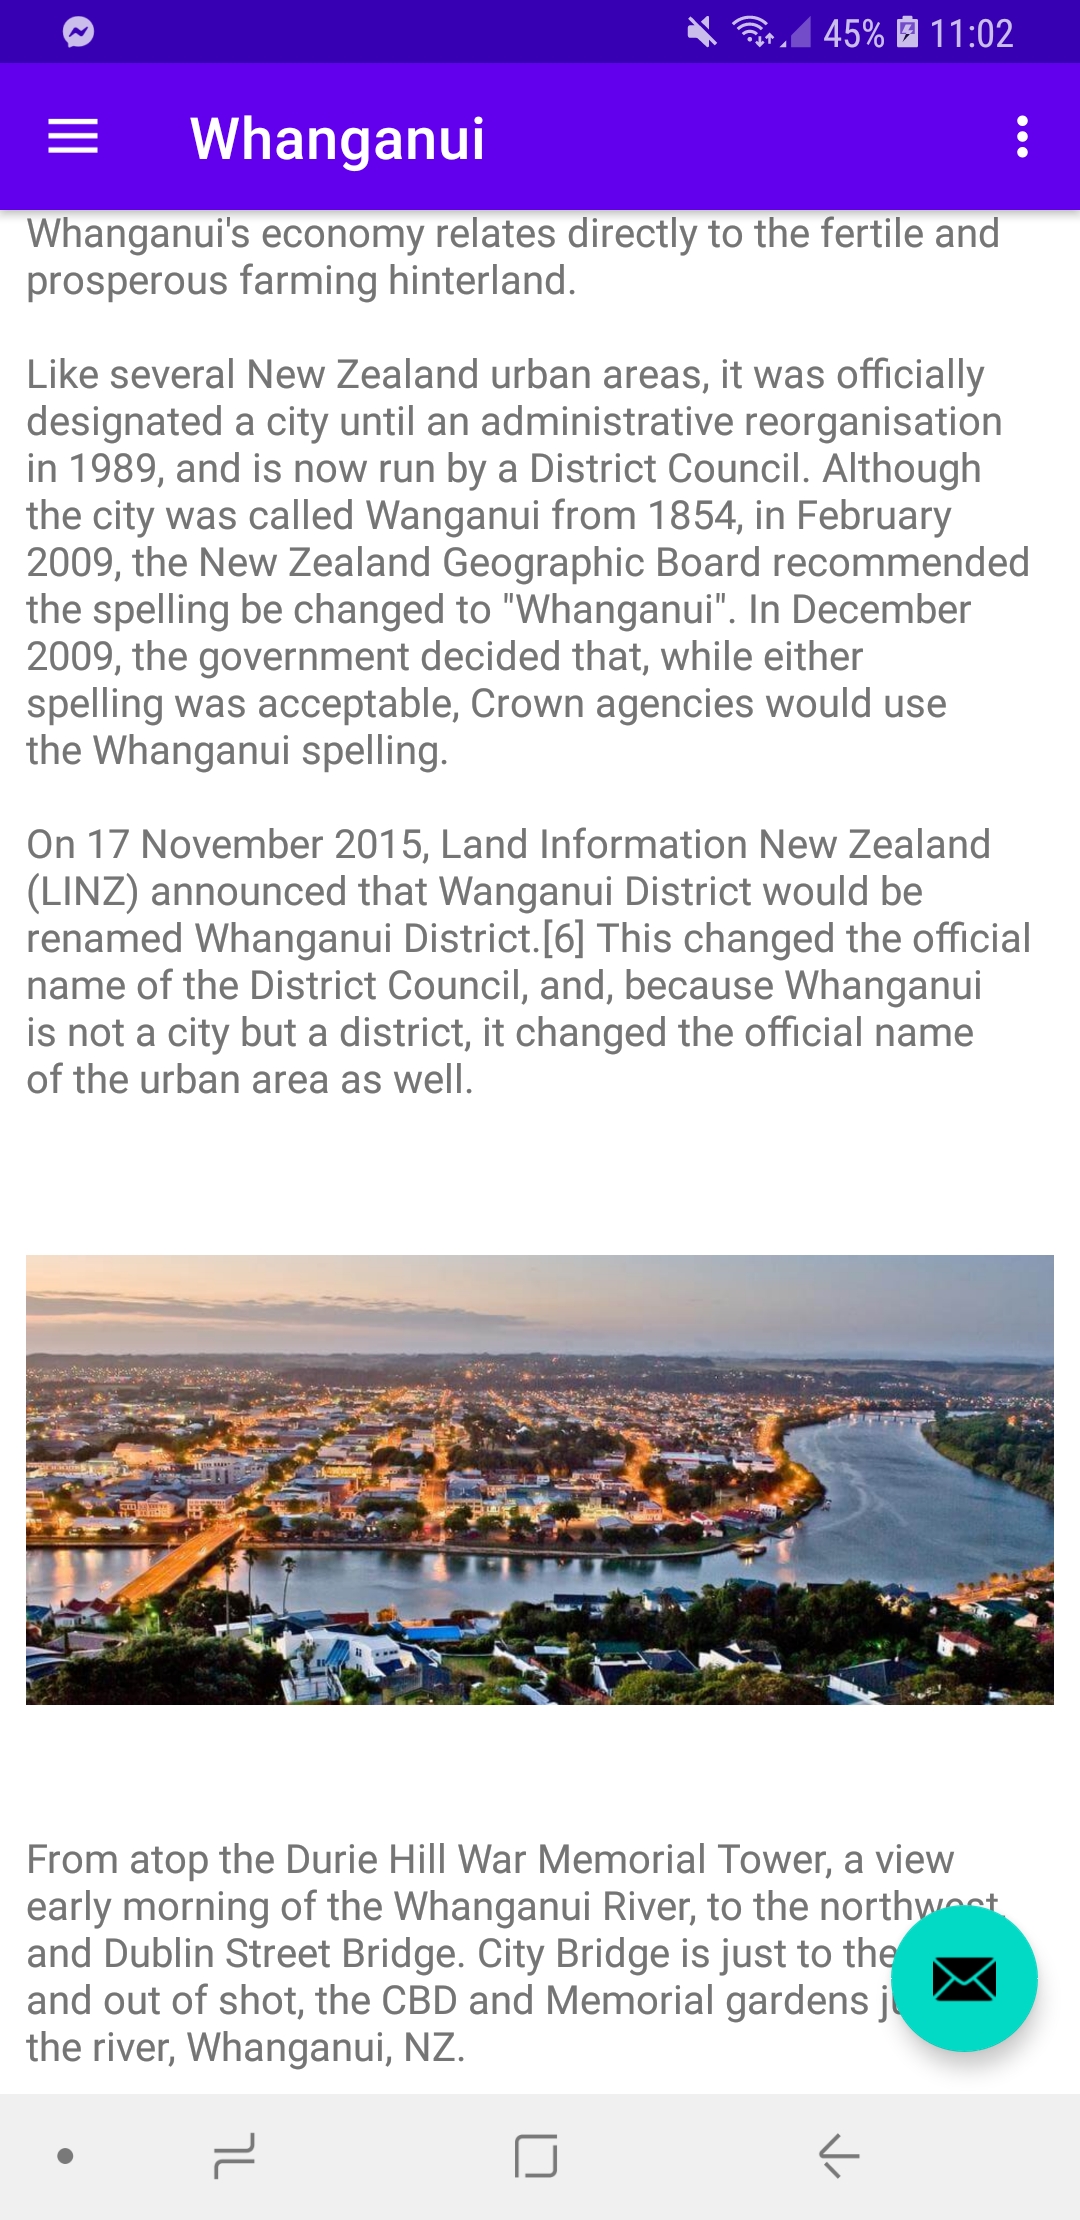 45% 11:02
Whanganui
Whanganui's economy relates directly to the fertile and
prosperous farming hinterland.
Like several New Zealand urban areas, it was officially
designated a city until an administrative reorganisation
in 1989, and is now run by a District Council. Although
the city was called Wanganui from 1854, in February
2009, the New Zealand Geographic Board recommended
the spelling be changed to "Whanganui". In December
2009, the government decided that, while either
spelling was acceptable, Crown agencies would use
the Whanganui spelling.
On 17 November 2015, Land Information New Zealand
(LINZ) announced that Wanganui District would be
renamed Whanganui District.[6] This changed the official
name of the District Council, and, because Whanganui
is not a city but a district, it changed the official name
of the urban area as well.
From atop the Durie Hill War Memorial Tower, a view
early morning of the Whanganui River, to the northwest,
and Dublin Street Bridge. City Bridge is just to the
and out of shot, the CBD and Memorial gardens
the river, Whanganui, NZ.